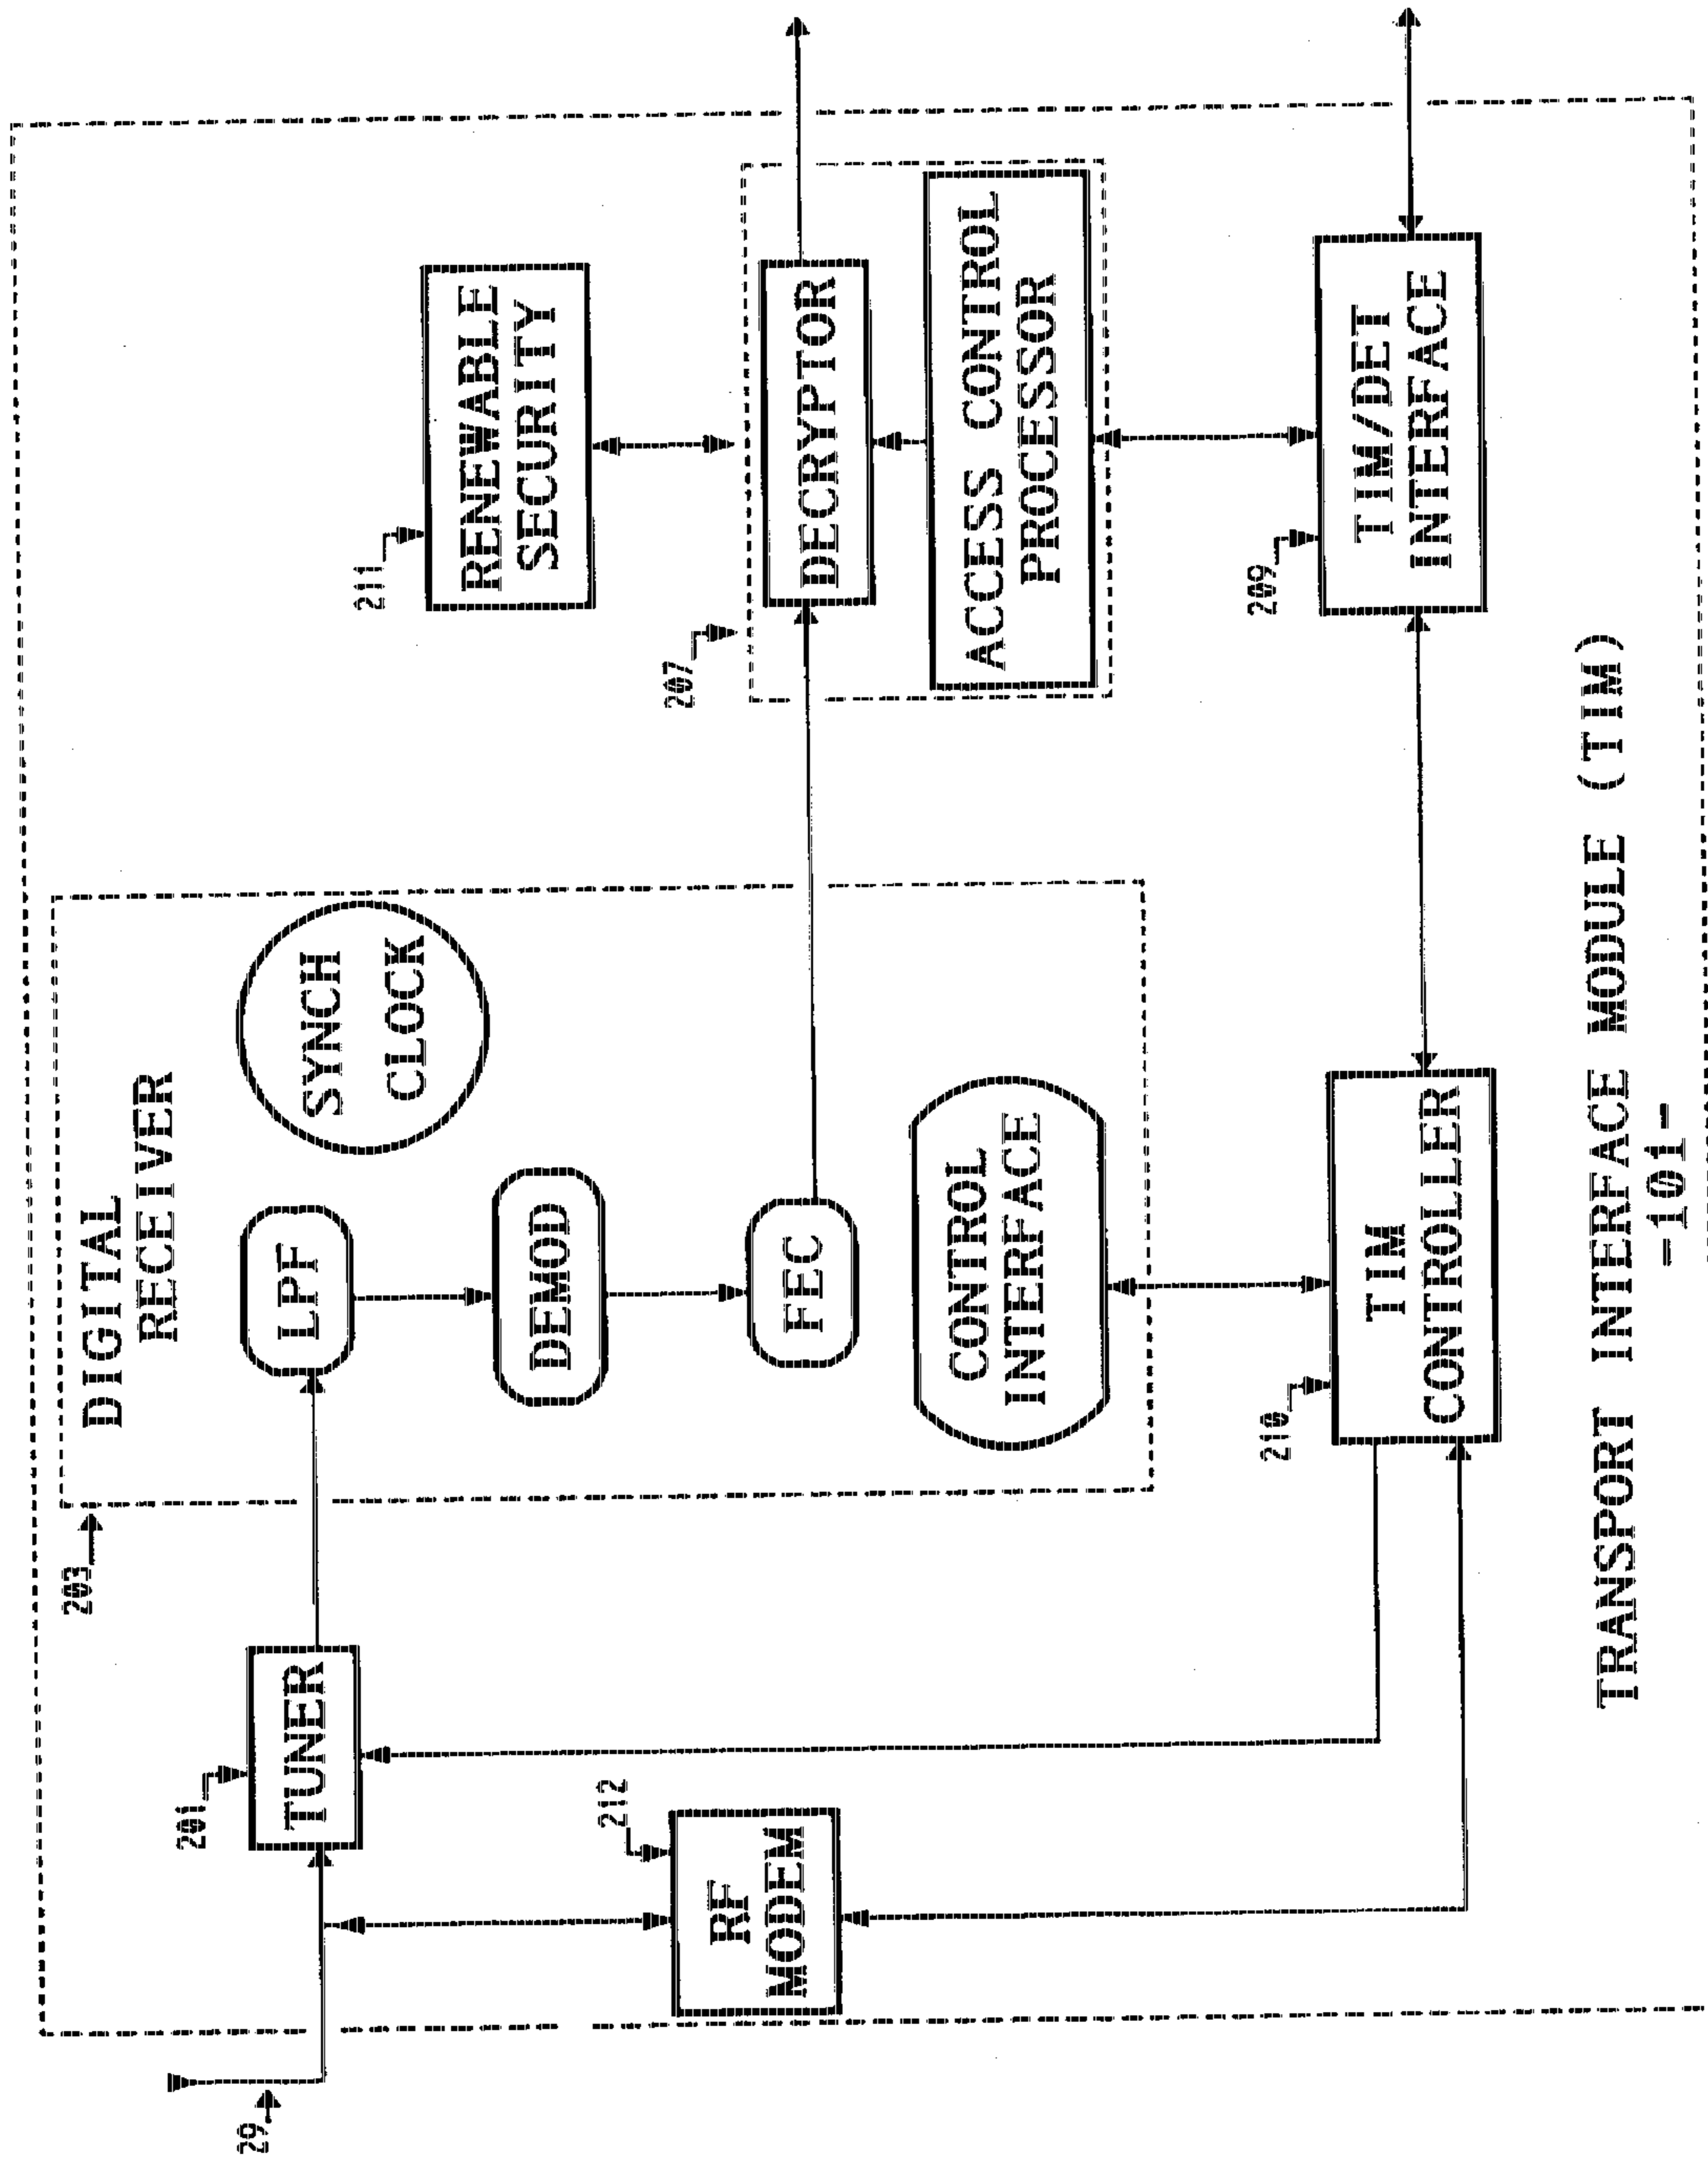 29
201
TUNER
212
RF
MODEM
203
DIGITAL
RECEIVER
LPF
SYNCH
CLOCK
DEMOD
FEC
CONTROL
INTERFACE
210
TIM
CONTROLLER
211
RENEWABLE
SECURITY
207
DECRYPTOR
ACCESS CONTROL
PROCESSOR
209
TIM/DET
INTERFACE
TRANSPORT INTERFACE MODULE (TIM)
=101=